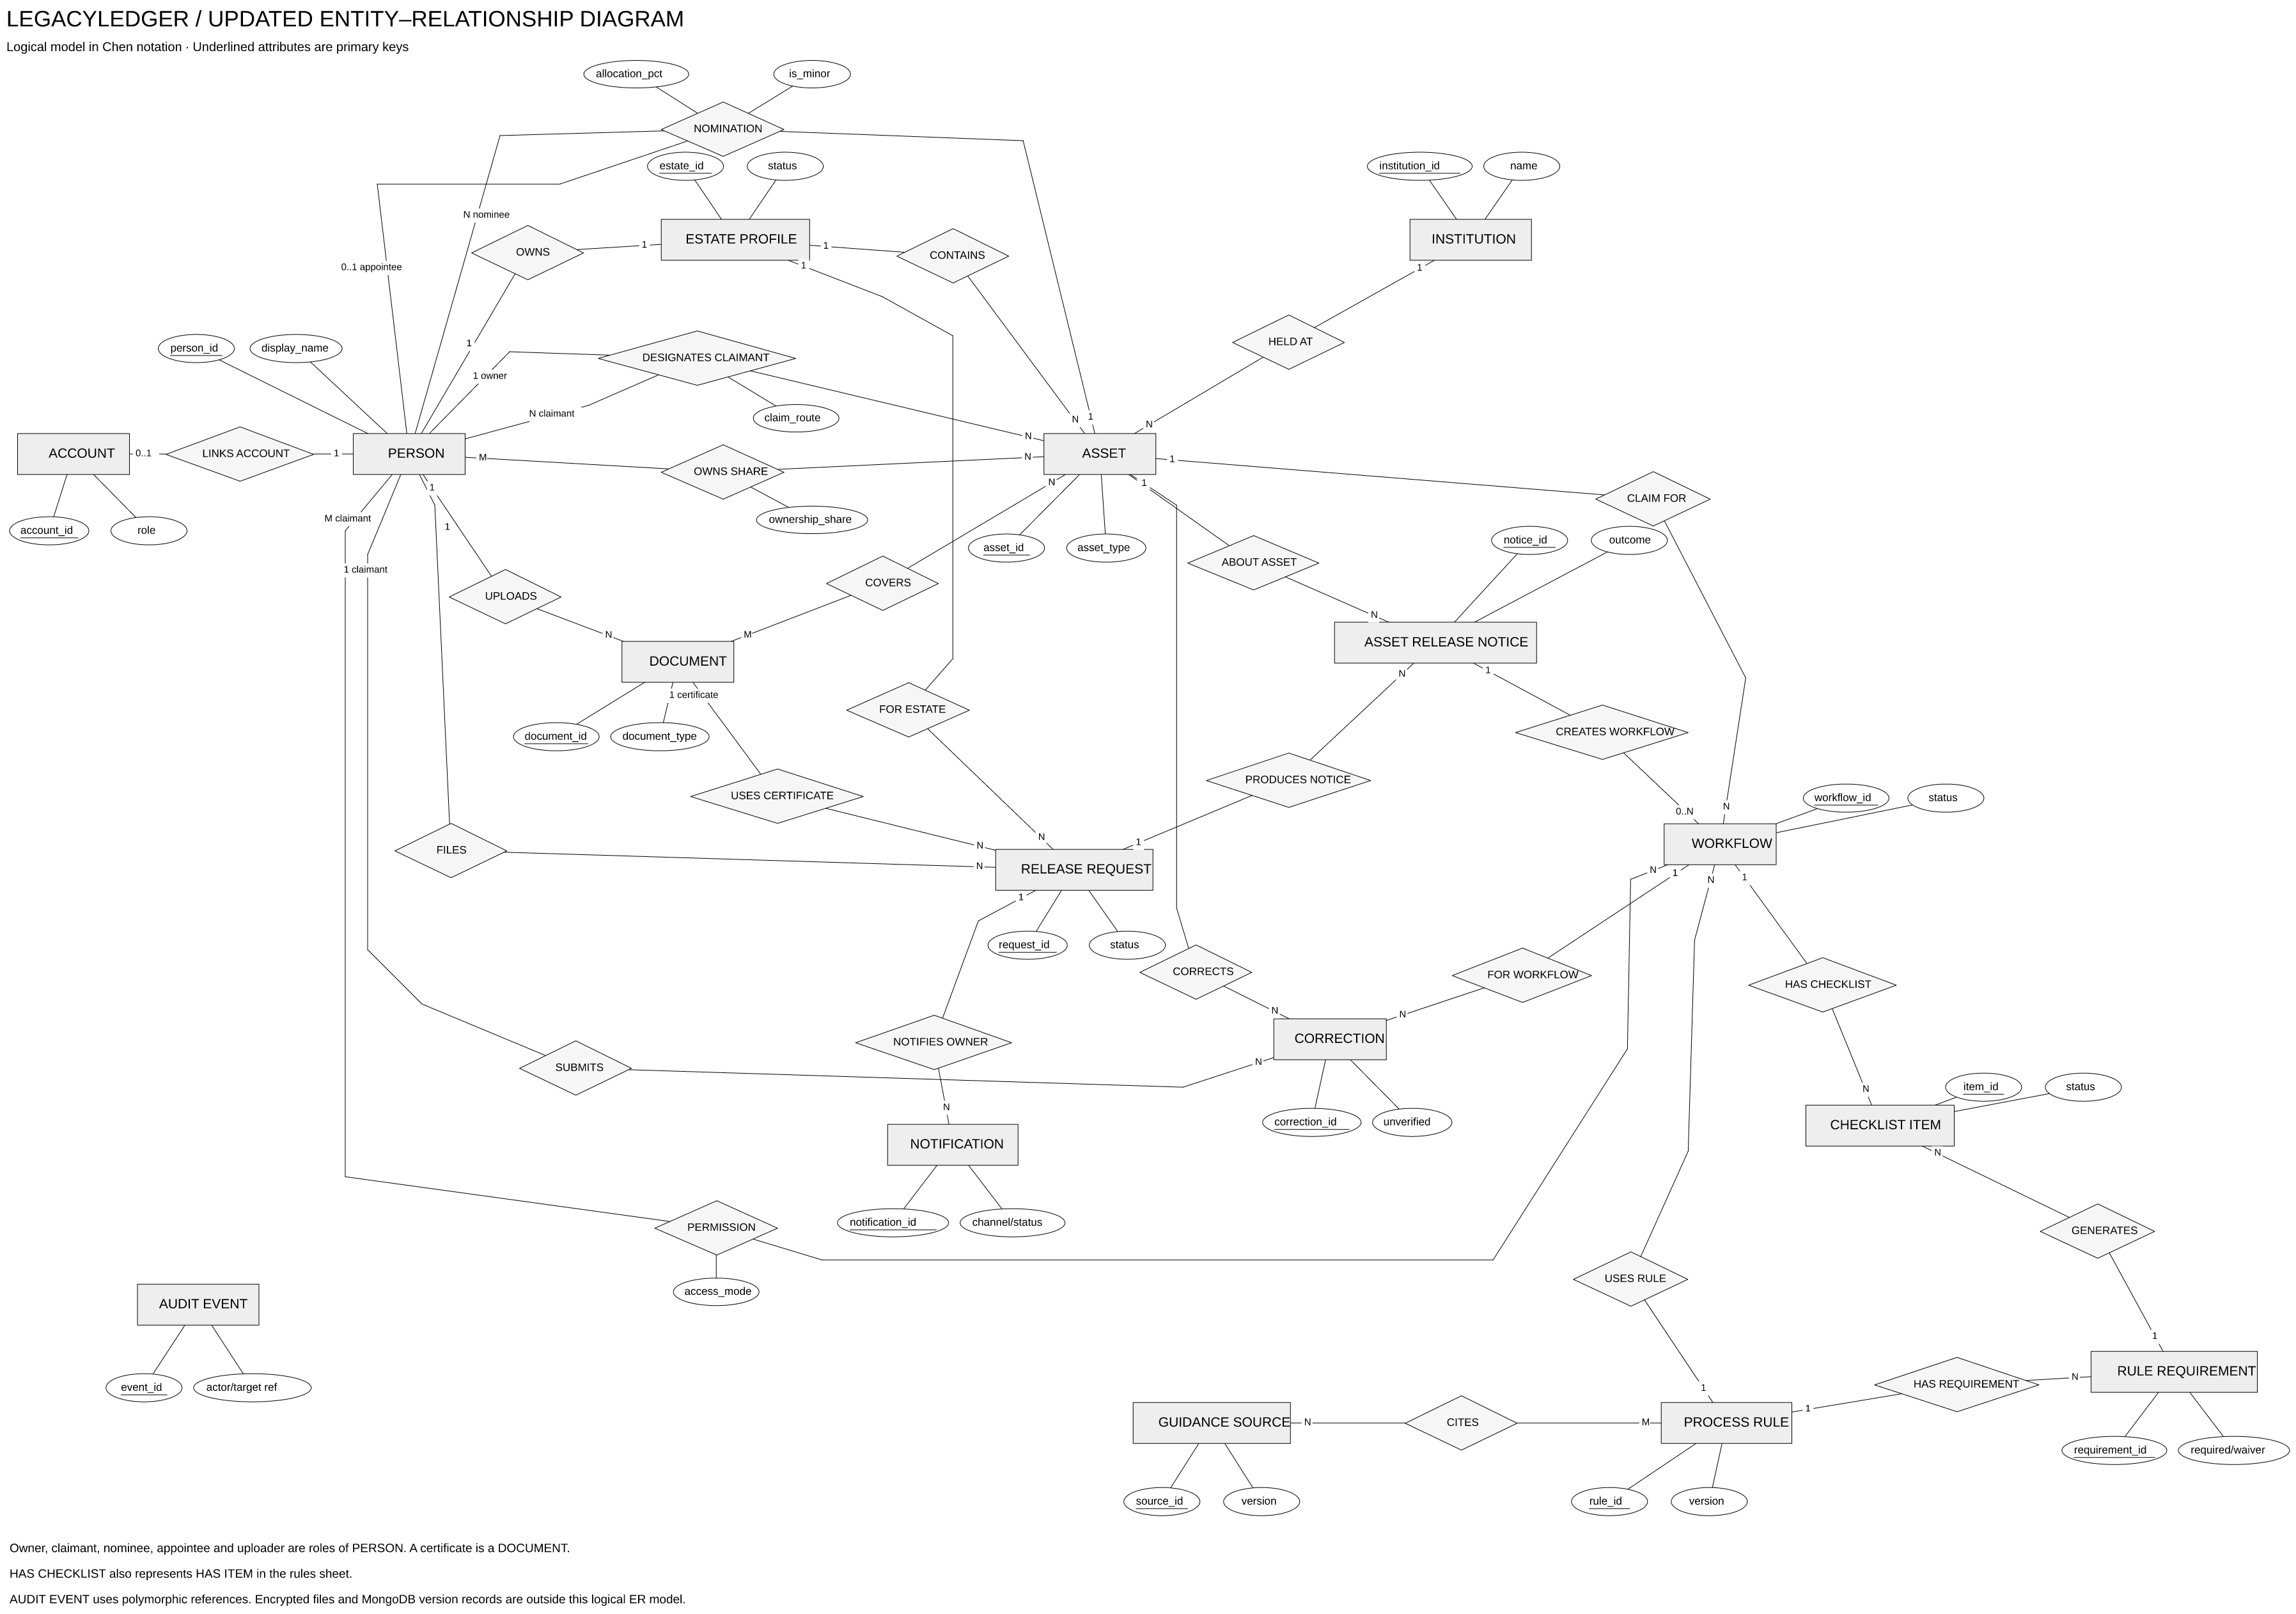 LEGACYLEDGER / UPDATED ENTITY–RELATIONSHIP DIAGRAM
Logical model in Chen notation · Underlined attributes are primary keys
allocation_pct
is_minor
NOMINATION
estate_id
status
institution_id
name
N nominee
ESTATE PROFILE
INSTITUTION
OWNS
1
1
CONTAINS
0..1 appointee
1
1
HELD AT
1
person_id
display_name
DESIGNATES CLAIMANT
1 owner
claim_route
N claimant
N
1
N
N
ACCOUNT
0..1
LINKS ACCOUNT
1
PERSON
M
OWNS SHARE
N
ASSET
1
ownership_share
1
N
1
CLAIM FOR
M claimant
1
account_id
role
asset_id
asset_type
notice_id
outcome
1 claimant
UPLOADS
COVERS
ABOUT ASSET
N
M
N
DOCUMENT
ASSET RELEASE NOTICE
1 certificate
N
1
document_id
document_type
FOR ESTATE
CREATES WORKFLOW
USES CERTIFICATE
PRODUCES NOTICE
workflow_id
status
0..N
N
FILES
N
N
N
1
WORKFLOW
RELEASE REQUEST
1
N
1
N
1
request_id
status
CORRECTS
FOR WORKFLOW
HAS CHECKLIST
N
N
NOTIFIES OWNER
CORRECTION
SUBMITS
N
N
correction_id
unverified
N
item_id
status
NOTIFICATION
CHECKLIST ITEM
N
notification_id
channel/status
PERMISSION
GENERATES
access_mode
USES RULE
AUDIT EVENT
event_id
actor/target ref
1
1
HAS REQUIREMENT
N
RULE REQUIREMENT
1
GUIDANCE SOURCE
N
CITES
M
PROCESS RULE
requirement_id
required/waiver
source_id
version
rule_id
version
Owner, claimant, nominee, appointee and uploader are roles of PERSON. A certificate is a DOCUMENT.
HAS CHECKLIST also represents HAS ITEM in the rules sheet.
AUDIT EVENT uses polymorphic references. Encrypted files and MongoDB version records are outside this logical ER model.